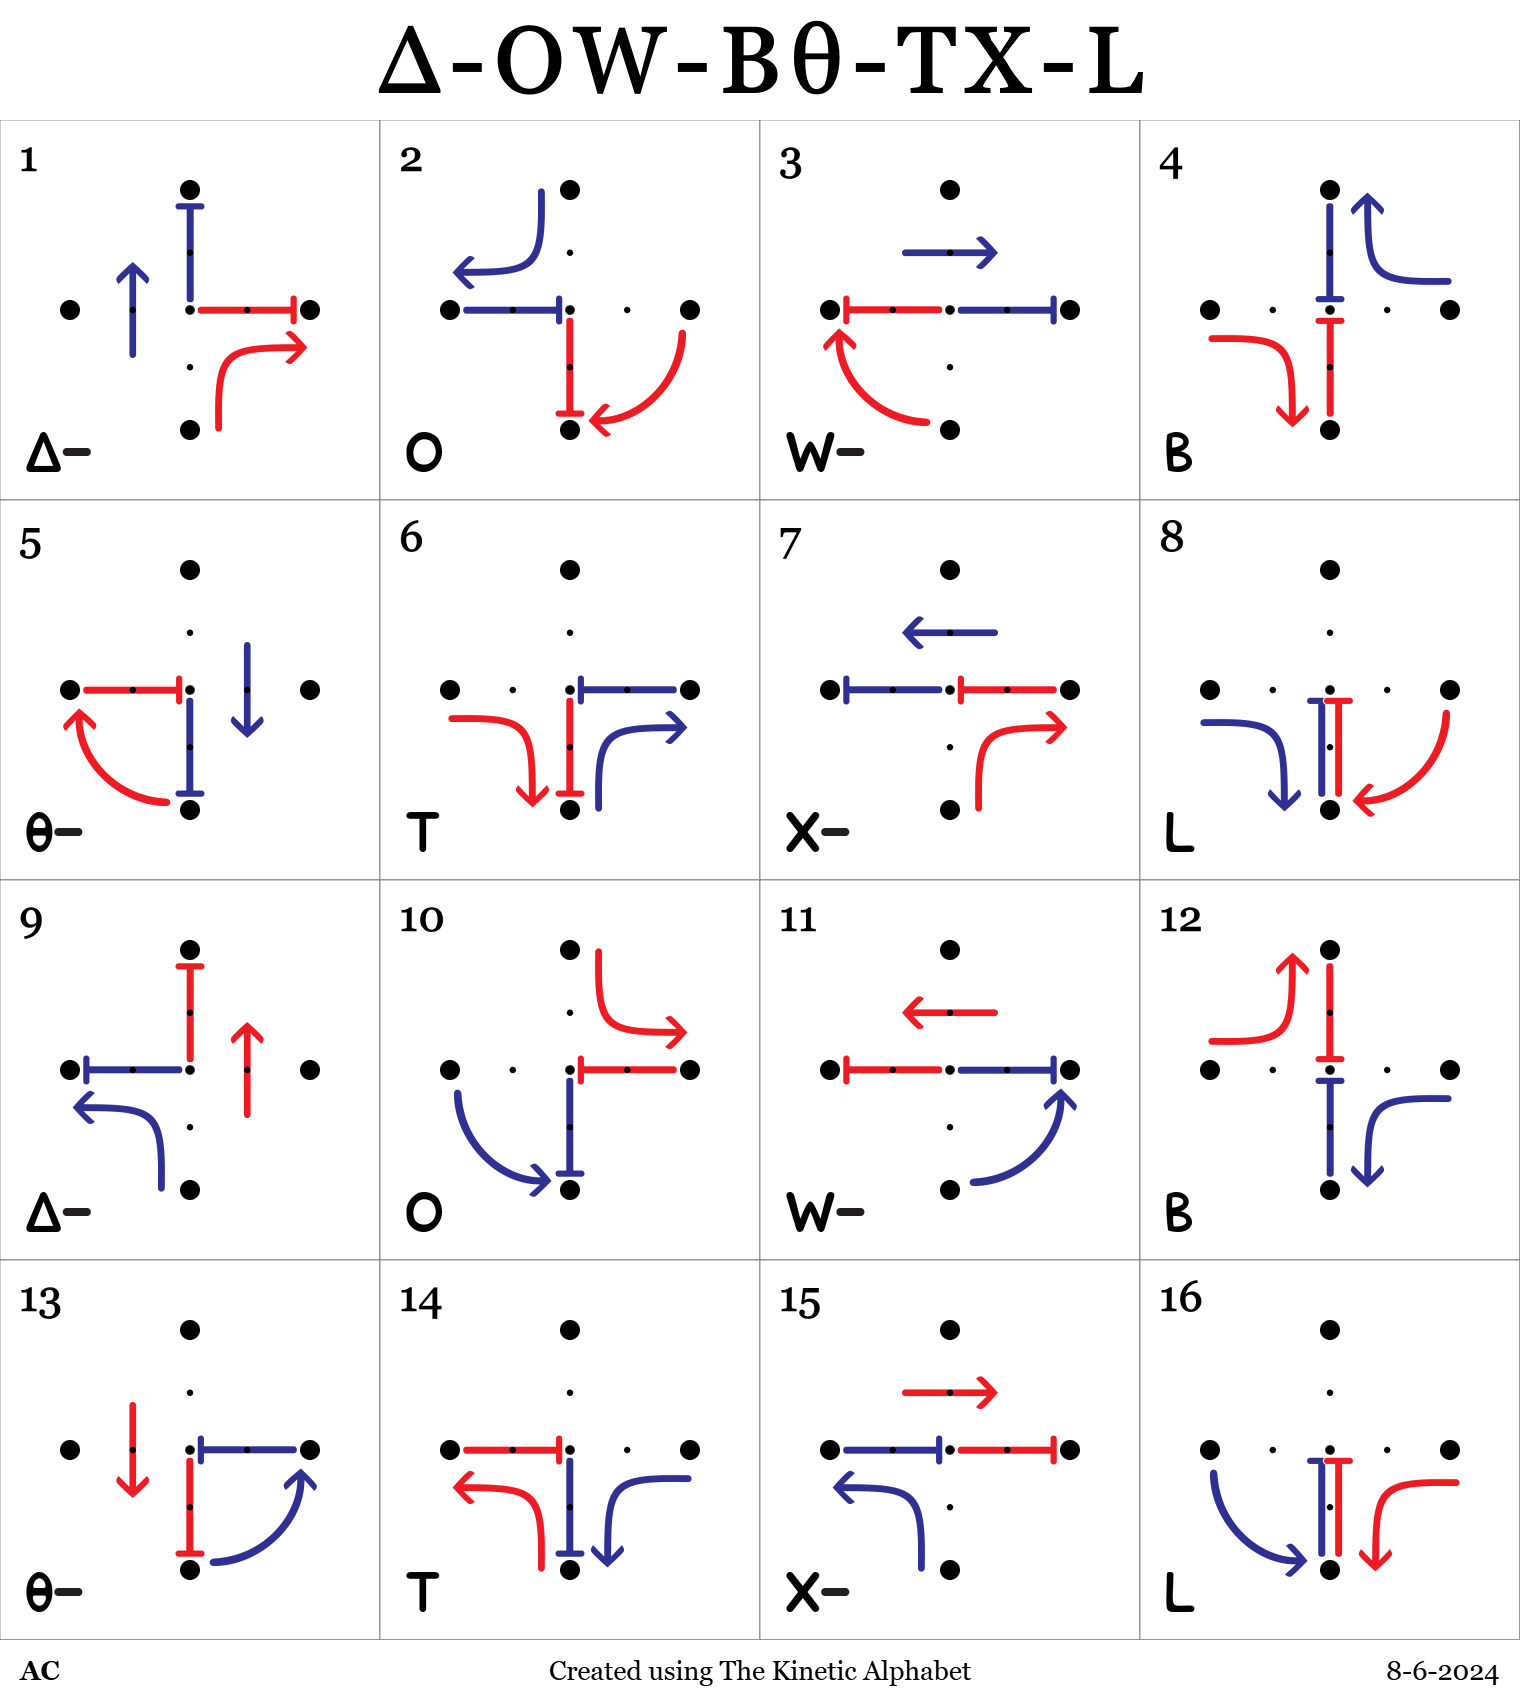 Δ-OW-Bθ-TX-L
1 2 3 4
Δ- O W- B
5 6 7 8
θ- T X- L
9 10 11 12
Δ- O W- B
13 14 15 16
θ- T X- L
AC Created using The Kinetic Alphabet 8-6-2024